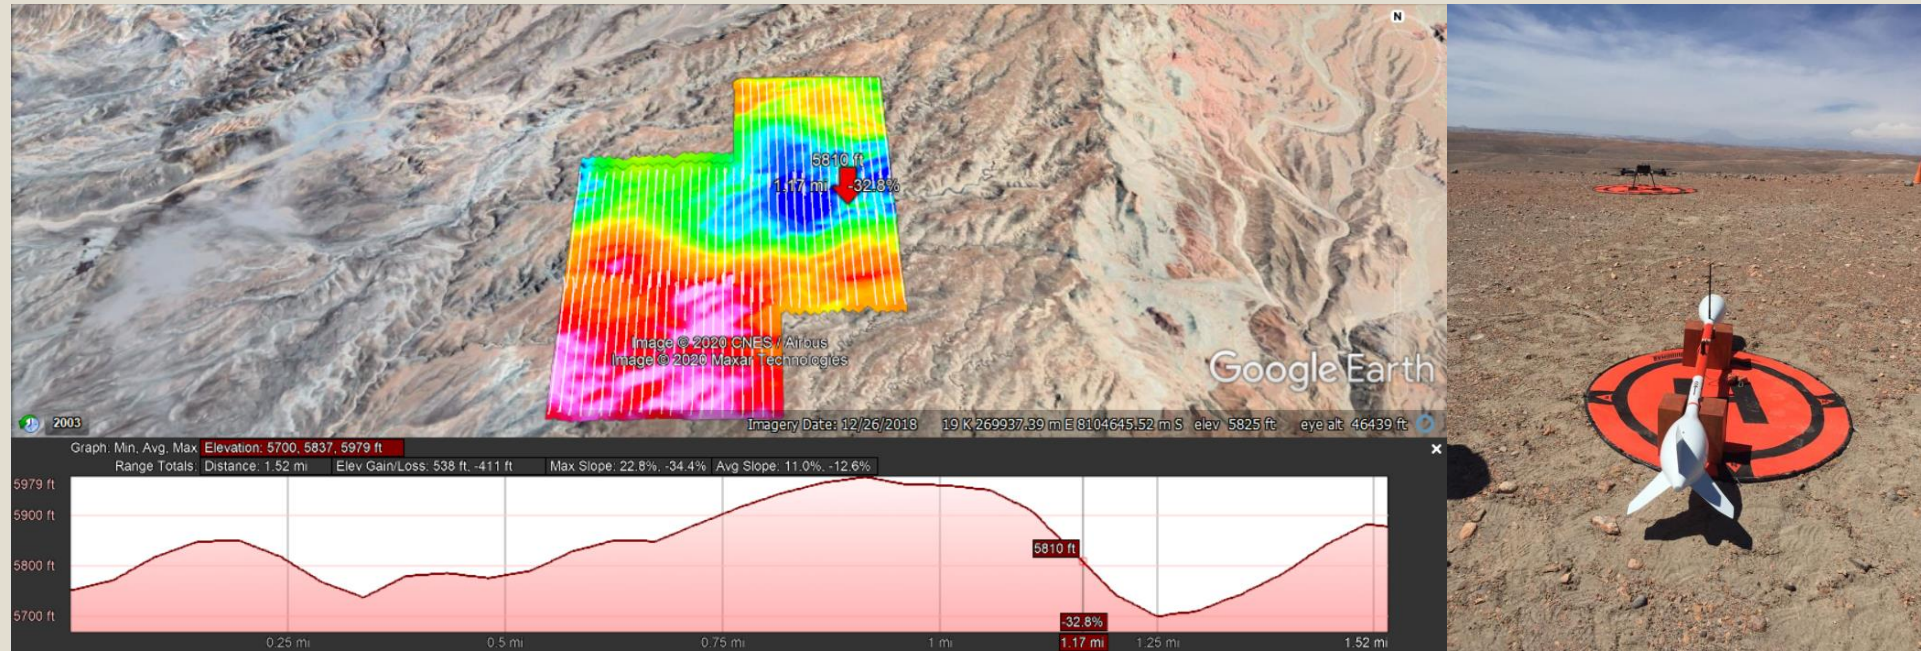 N
5810 ft
1.17 mi -32.8%
Image © 2020 CNES / Airbus
Image © 2020 Maxar Technologies
Google Earth
2003
Imagery Date: 12/26/2018 19 K 269937.39 m E 8104645.52 m S elev 5825 ft eye alt 46439 ft
Graph: Min, Avg, Max Elevation: 5700, 5837, 5979 ft
Range Totals: Distance: 1.52 mi Elev Gain/Loss: 538 ft, -411 ft Max Slope: 22.8%, -34.4% Avg Slope: 11.0%, -12.6%
5979 ft
5900 ft
5800 ft
5700 ft
5810 ft
-32.8%
0.25 mi 0.5 mi 0.75 mi 1 mi 1.17 mi 1.25 mi 1.52 mi